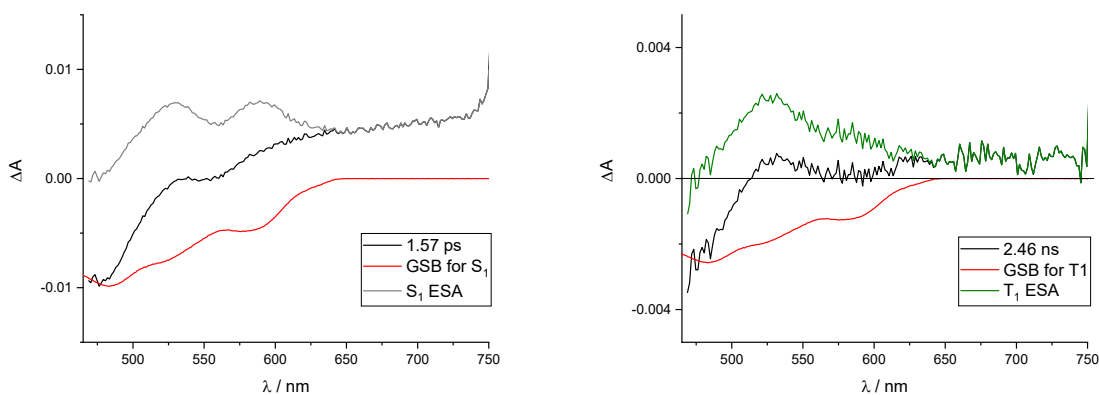 0.01
0.00
-0.01
ΔA
500
550
600
650
700
750
λ / nm
1.57 ps
GSB for S₁
S₁ ESA
0.004
0.000
-0.004
ΔA
500
550
600
650
700
750
λ / nm
2.46 ns
GSB for T1
T₁ ESA